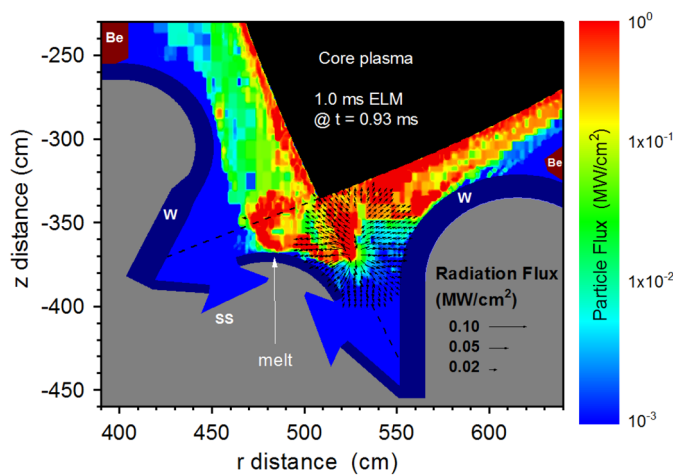 -250
-300
-350
-400
-450
z distance (cm)
Be
Core plasma
1.0 ms ELM
@ t = 0.93 ms
Be
W
W
ss
melt
Radiation Flux
(MW/cm2)
0.10
0.05
0.02
400
450
500
550
600
r distance (cm)
10⁰
1x10⁻¹
1x10⁻²
10⁻³
Particle Flux (MW/cm²)